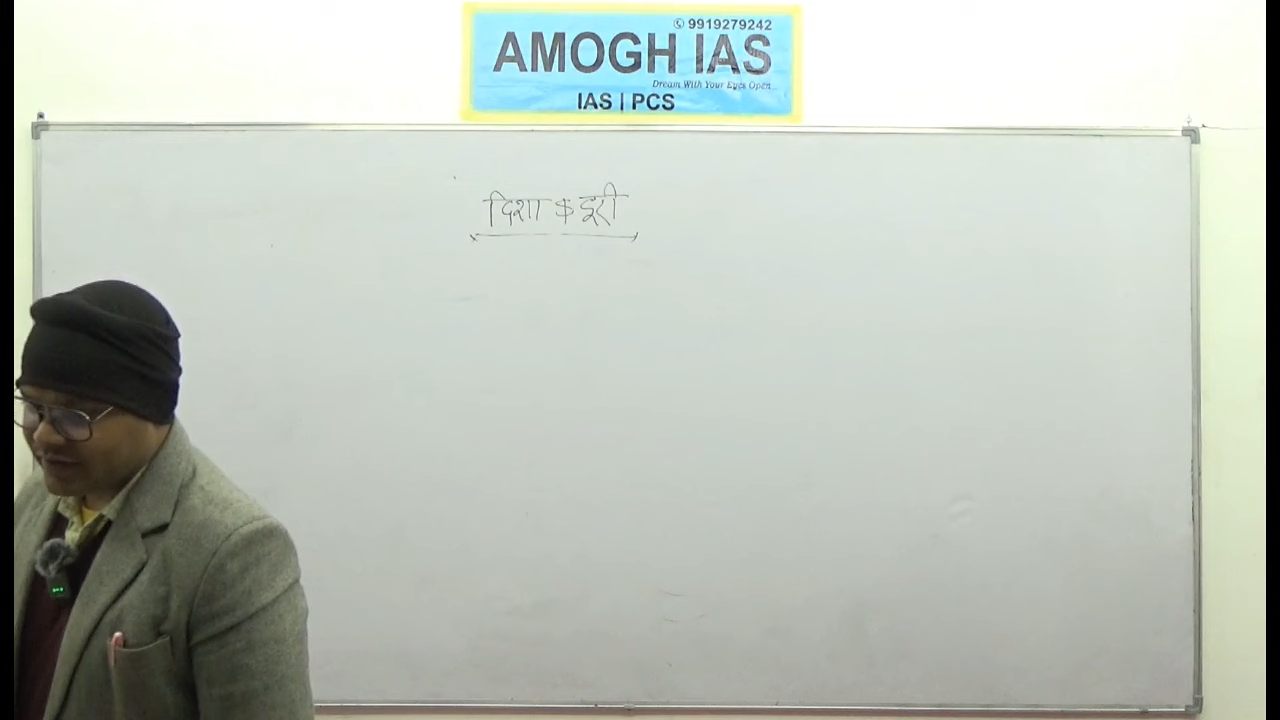 ✆ 9919279242
AMOGH IAS
Dream With Your Eyes Open...
IAS | PCS
दिशा & दूरी